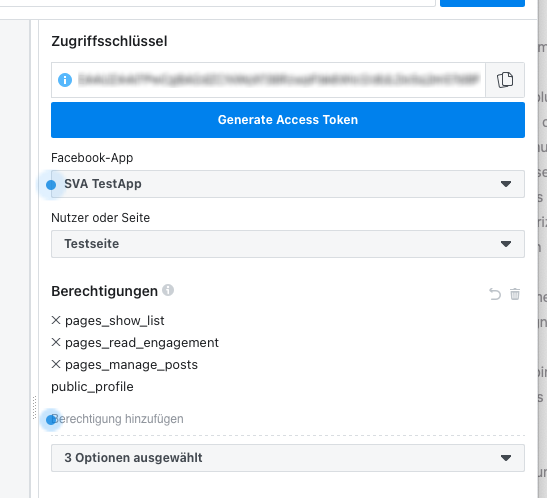 Zugriffsschlüssel
Generate Access Token
Facebook-App
SVA TestApp
Nutzer oder Seite
Testseite
Berechtigungen
pages_show_list
pages_read_engagement
pages_manage_posts
public_profile
Berechtigung hinzufügen
3 Optionen ausgewählt